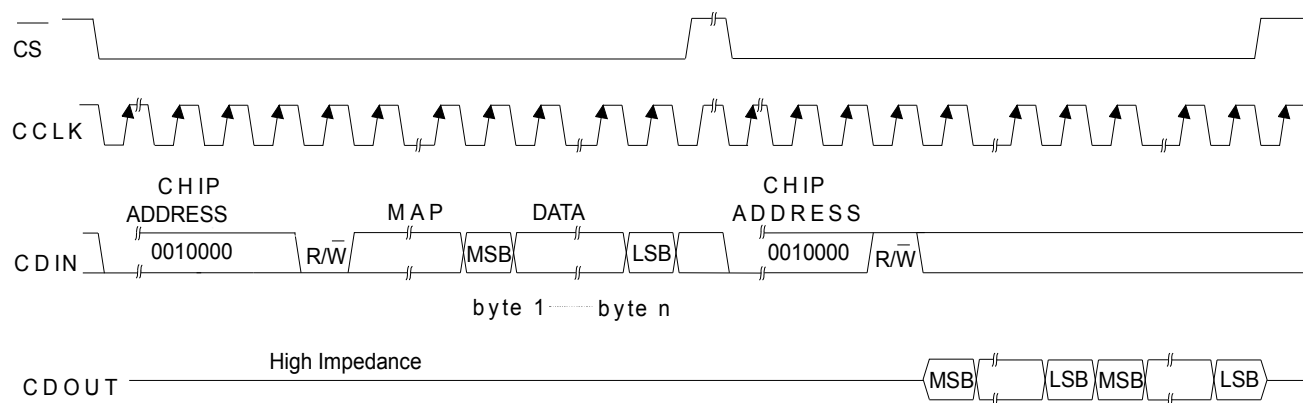 CS
CCLK
CHIP
ADDRESS
MAP
DATA
CHIP
ADDRESS
CDIN
0010000
R/W
MSB
LSB
0010000
R/W
byte 1
byte n
High Impedance
CDOUT
MSB
LSB
MSB
LSB